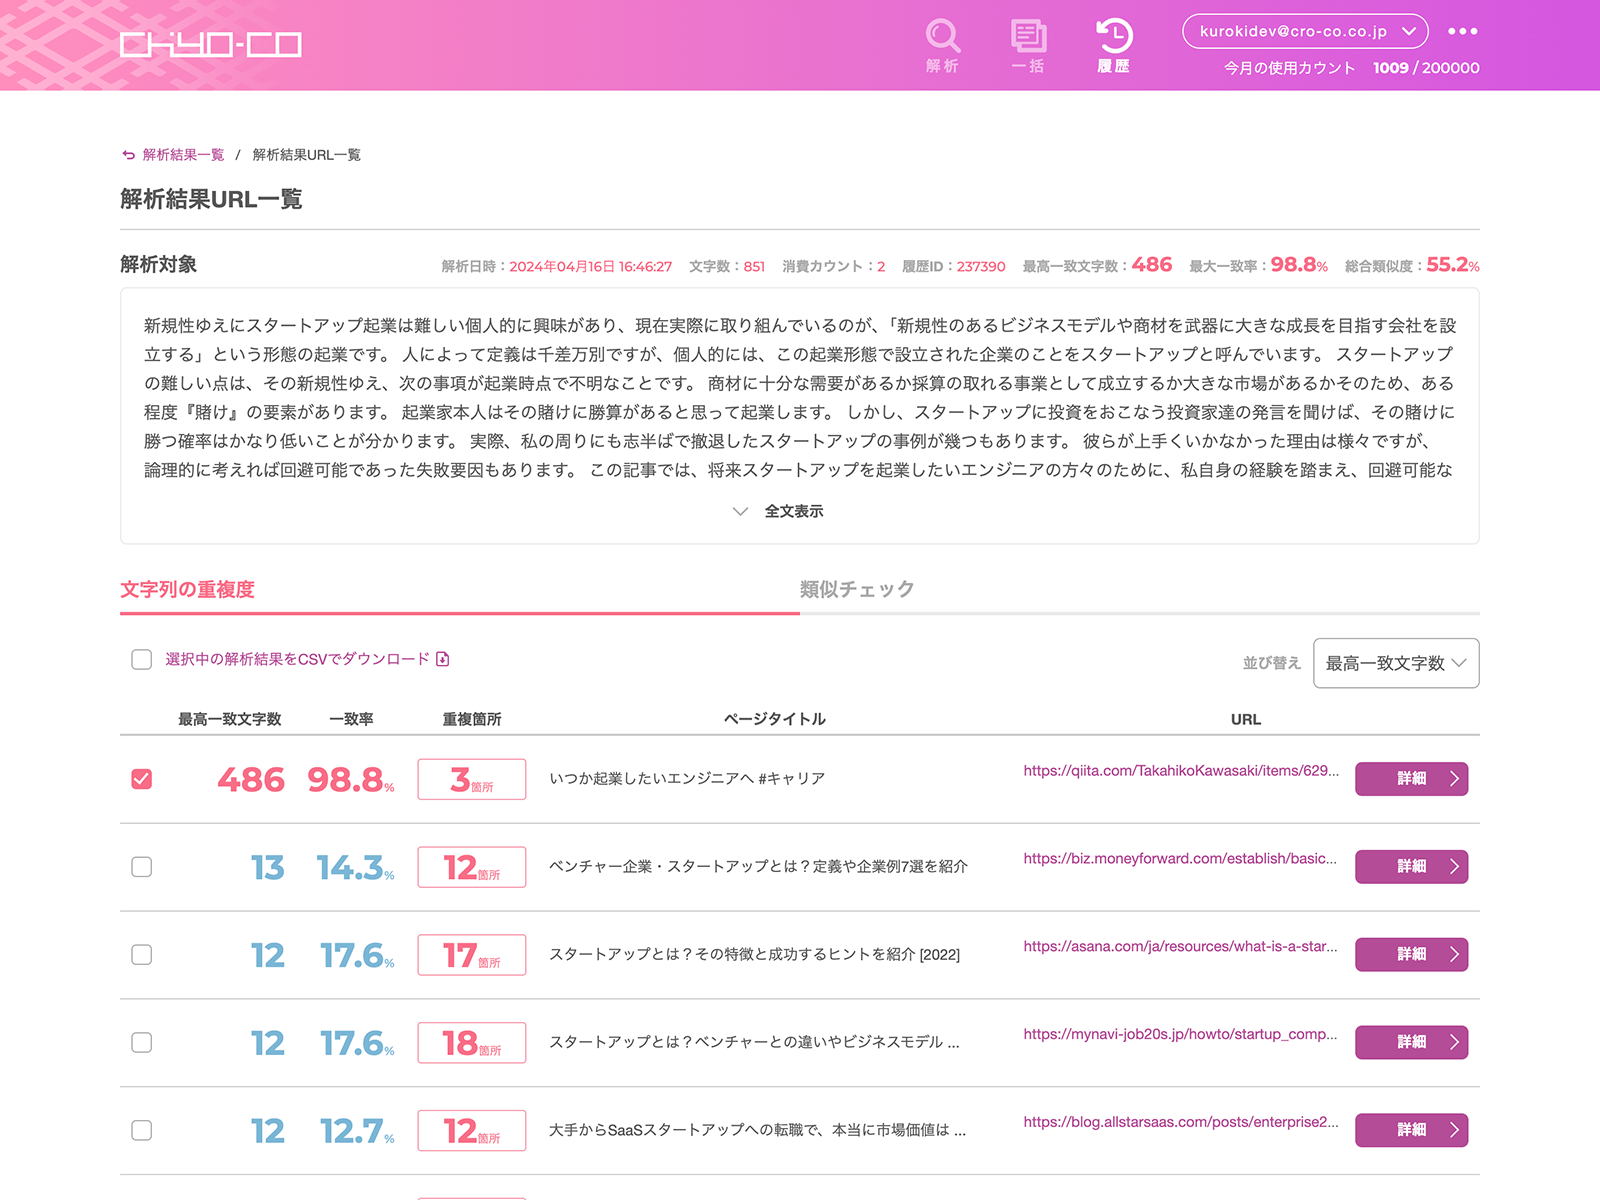 CHIYO-CO
解析
一括
履歴
kurokidev@cro-co.co.jp
今月の使用カウント 1009 / 200000
解析結果一覧 / 解析結果URL一覧
解析結果URL一覧
解析対象
解析日時：2024年04月16日 16:46:27 文字数：851 消費カウント：2 履歴ID：237390 最高一致文字数：486 最大一致率：98.8% 総合類似度：55.2%
新規性ゆえにスタートアップ起業は難しい個人的に興味があり、現在実際に取り組んでいるのが、「新規性のあるビジネスモデルや商材を武器に大きな成長を目指す会社を設
立する」という形態の起業です。 人によって定義は千差万別ですが、個人的には、この起業形態で設立された企業のことをスタートアップと呼んでいます。 スタートアップ
の難しい点は、その新規性ゆえ、次の事項が起業時点で不明なことです。 商材に十分な需要があるか採算の取れる事業として成立するか大きな市場があるかそのため、ある
程度『賭け』の要素があります。 起業家本人はその賭けに勝算があると思って起業します。 しかし、スタートアップに投資をおこなう投資家達の発言を聞けば、その賭けに
勝つ確率はかなり低いことが分かります。 実際、私の周りにも志半ばで撤退したスタートアップの事例が幾つもあります。 彼らが上手くいかなかった理由は様々ですが、
論理的に考えれば回避可能であった失敗要因もあります。 この記事では、将来スタートアップを起業したいエンジニアの方々のために、私自身の経験を踏まえ、回避可能な
全文表示
文字列の重複度
類似チェック
選択中の解析結果をCSVでダウンロード
並び替え 最高一致文字数
最高一致文字数 一致率 重複箇所 ページタイトル URL
486 98.8% 3箇所 いつか起業したいエンジニアへ #キャリア https://qiita.com/TakahikoKawasaki/items/629... 詳細
13 14.3% 12箇所 ベンチャー企業・スタートアップとは？定義や企業例7選を紹介 https://biz.moneyforward.com/establish/basic... 詳細
12 17.6% 17箇所 スタートアップとは？その特徴と成功するヒントを紹介 [2022] https://asana.com/ja/resources/what-is-a-star... 詳細
12 17.6% 18箇所 スタートアップとは？ベンチャーとの違いやビジネスモデル ... https://mynavi-job20s.jp/howto/startup_comp... 詳細
12 12.7% 12箇所 大手からSaaSスタートアップへの転職で、本当に市場価値は ... https://blog.allstarsaas.com/posts/enterprise2... 詳細